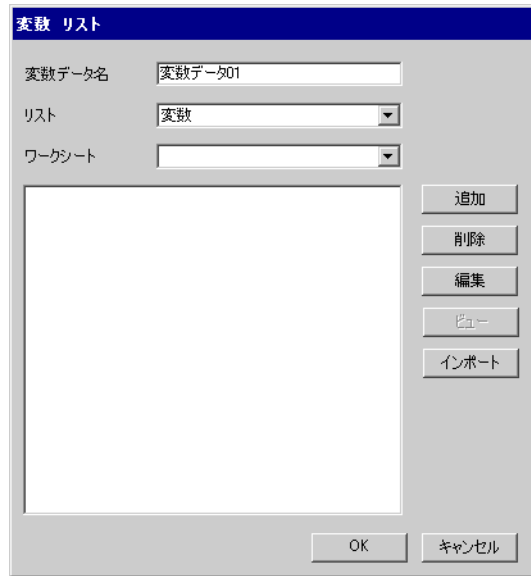 変数 リスト
変数データ名 変数データ01
リスト 変数
ワークシート
追加
削除
編集
ビュー
インポート
OK キャンセル